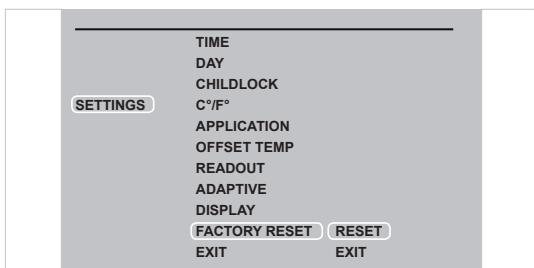 TIME
DAY
CHILDLOCK
SETTINGS C°/F°
APPLICATION
OFFSET TEMP
READOUT
ADAPTIVE
DISPLAY
FACTORY RESET RESET
EXIT EXIT